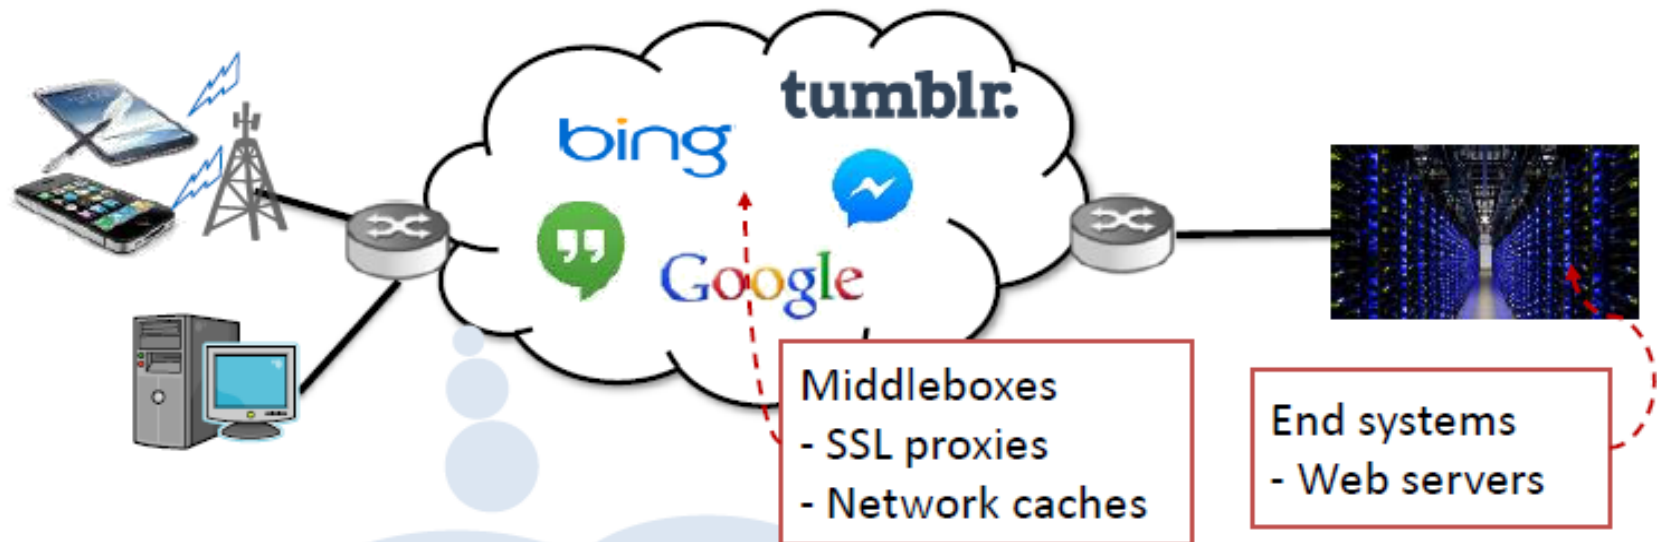 tumblr.
bing
Google
Middleboxes
- SSL proxies
- Network caches
End systems
- Web servers